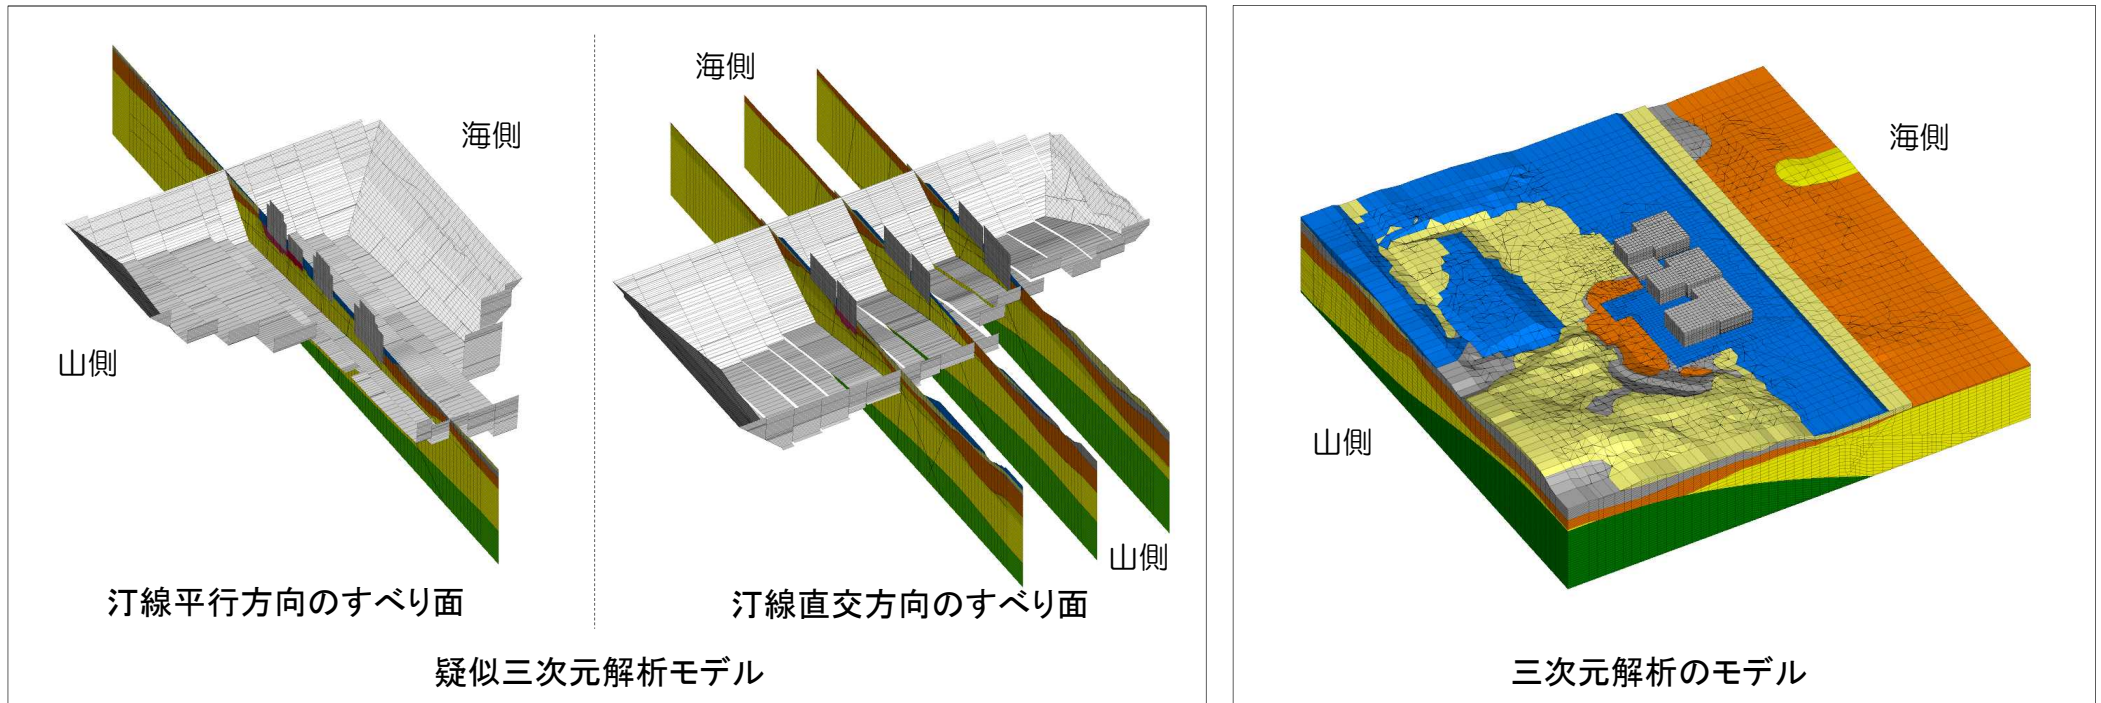 海側
山側
汀線平行方向のすべり面
海側
山側
汀線直交方向のすべり面
疑似三次元解析モデル
海側
山側
三次元解析のモデル